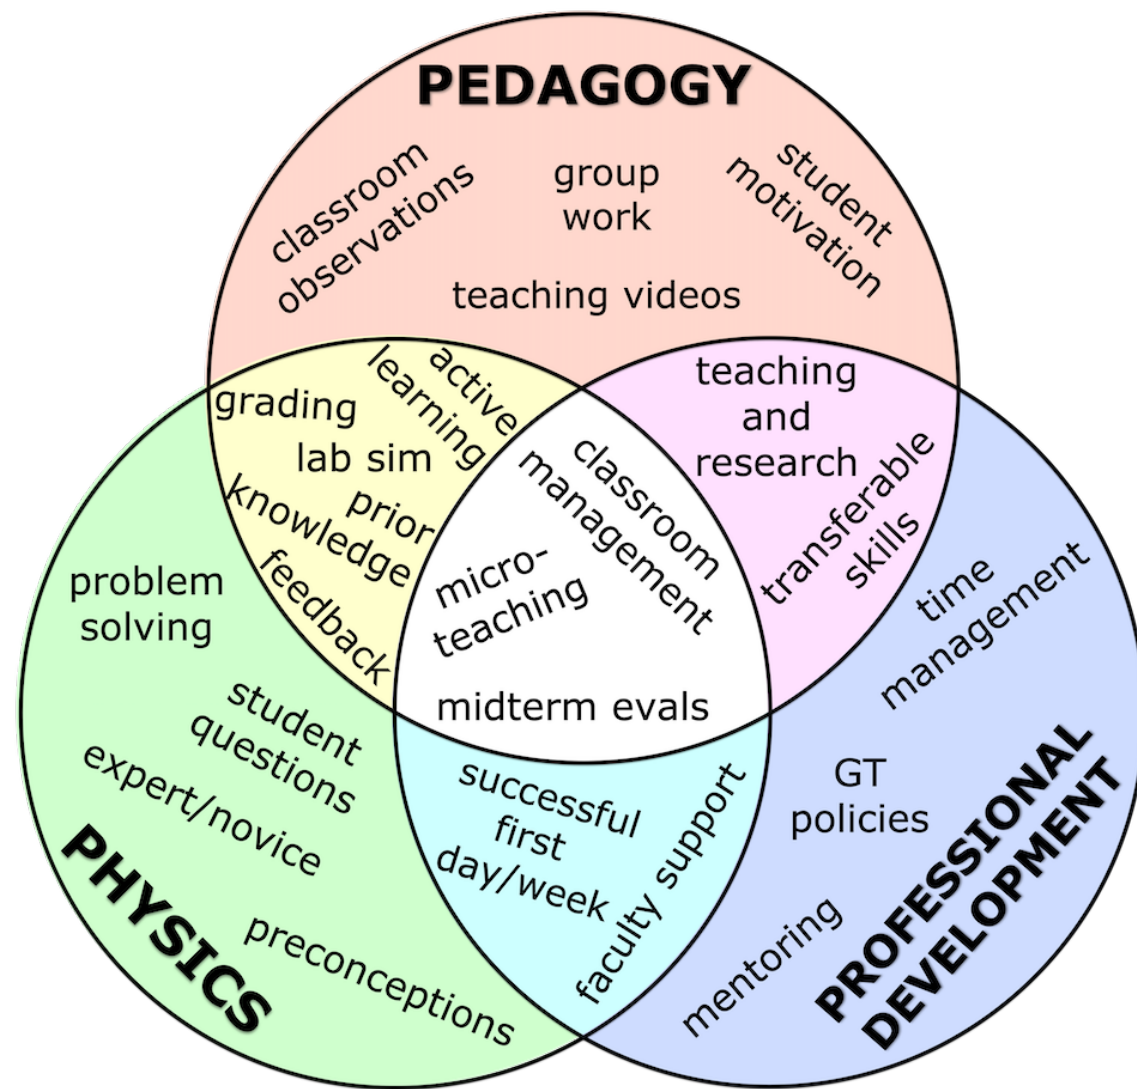 PEDAGOGY
classroom
observations
group
work
student
motivation
teaching videos
active
learning
grading
lab sim
prior
knowledge
feedback
teaching
and
research
transferable
skills
classroom
management
micro-
teaching
midterm evals
problem
solving
student
questions
expert/novice
preconceptions
PHYSICS
successful
first
day/week
faculty support
time
management
GT
policies
mentoring
PROFESSIONAL
DEVELOPMENT